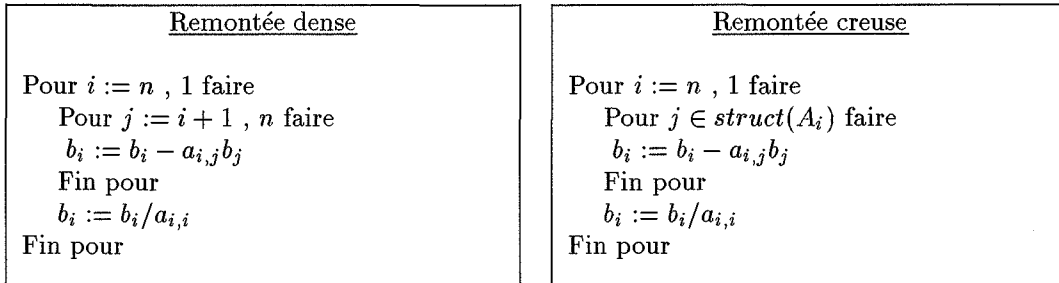 Remontée dense
Pour i := n , 1 faire
Pour j := i + 1 , n faire
b_i := b_i − a_{i,j}b_j
Fin pour
b_i := b_i/a_{i,i}
Fin pour
Remontée creuse
Pour i := n , 1 faire
Pour j ∈ struct(A_i) faire
b_i := b_i − a_{i,j}b_j
Fin pour
b_i := b_i/a_{i,i}
Fin pour